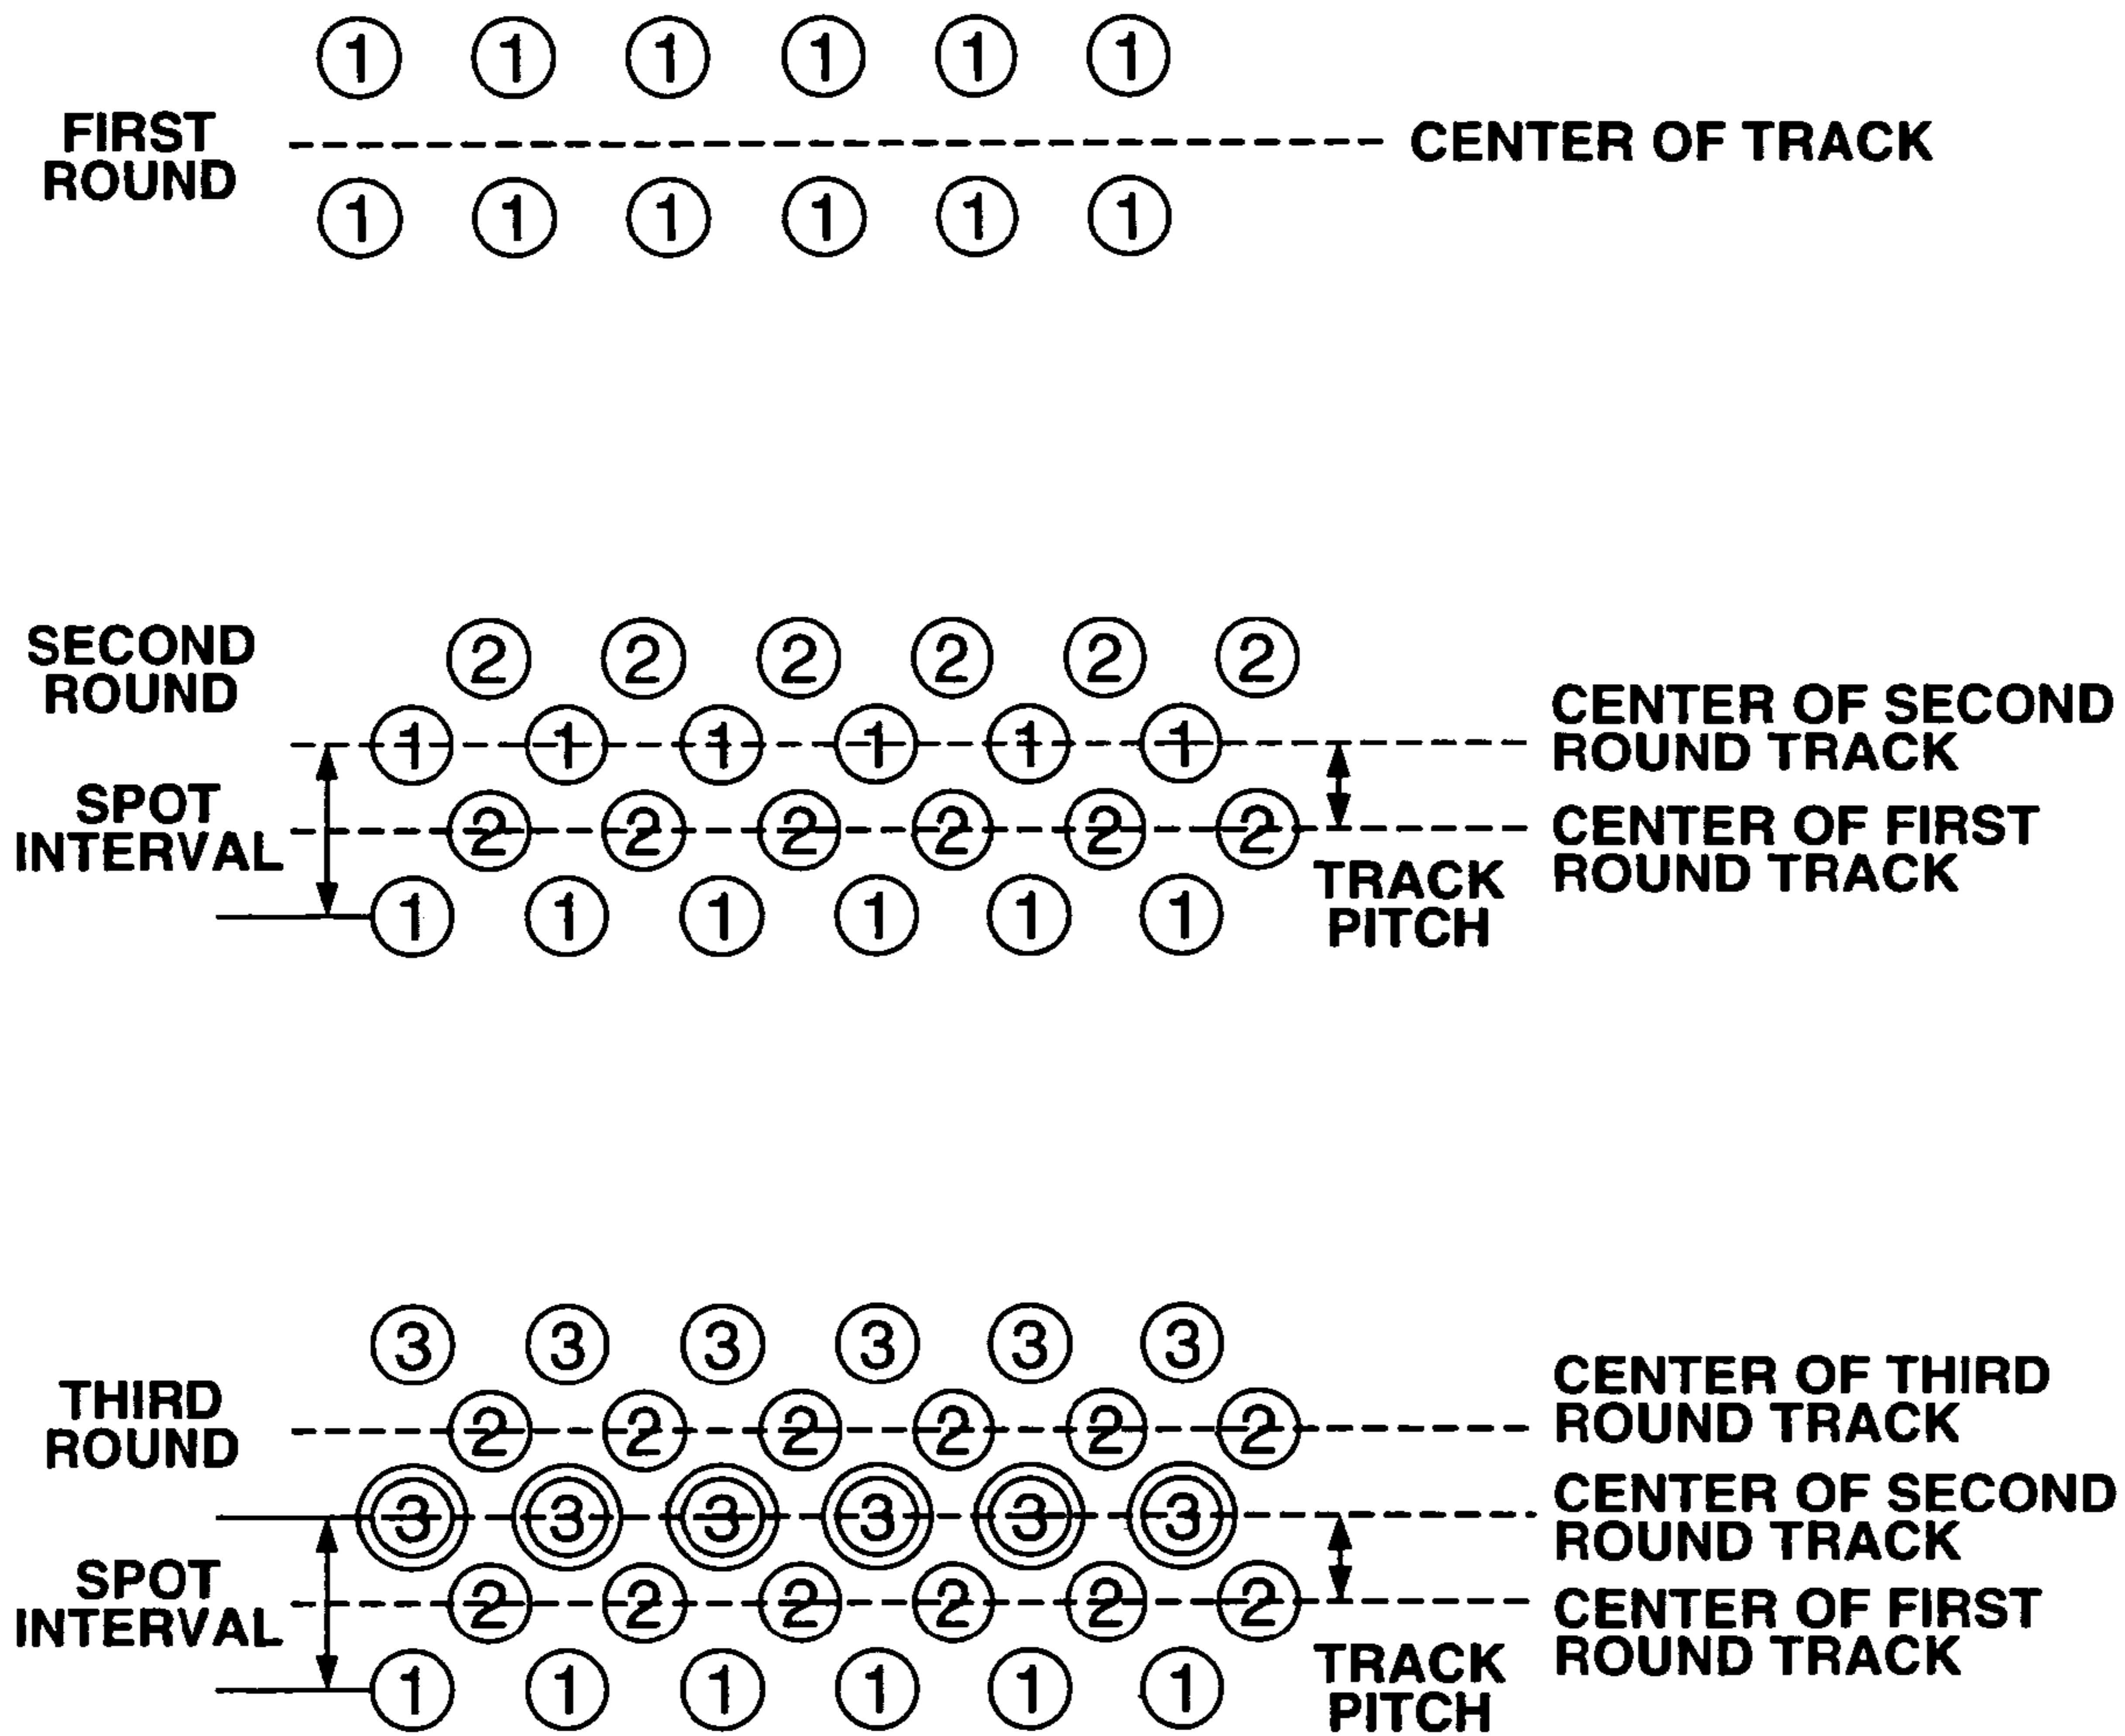 1 1 1 1 1 1
FIRST
ROUND
CENTER OF TRACK
1 1 1 1 1 1
SECOND
ROUND
2 2 2 2 2 2
1 1 1 1 1 1
CENTER OF SECOND
ROUND TRACK
SPOT
INTERVAL
2 2 2 2 2 2
CENTER OF FIRST
ROUND TRACK
1 1 1 1 1 1
TRACK
PITCH
3 3 3 3 3 3
THIRD
ROUND
2 2 2 2 2 2
CENTER OF THIRD
ROUND TRACK
3 3 3 3 3 3
CENTER OF SECOND
ROUND TRACK
SPOT
INTERVAL
2 2 2 2 2 2
CENTER OF FIRST
ROUND TRACK
1 1 1 1 1 1
TRACK
PITCH